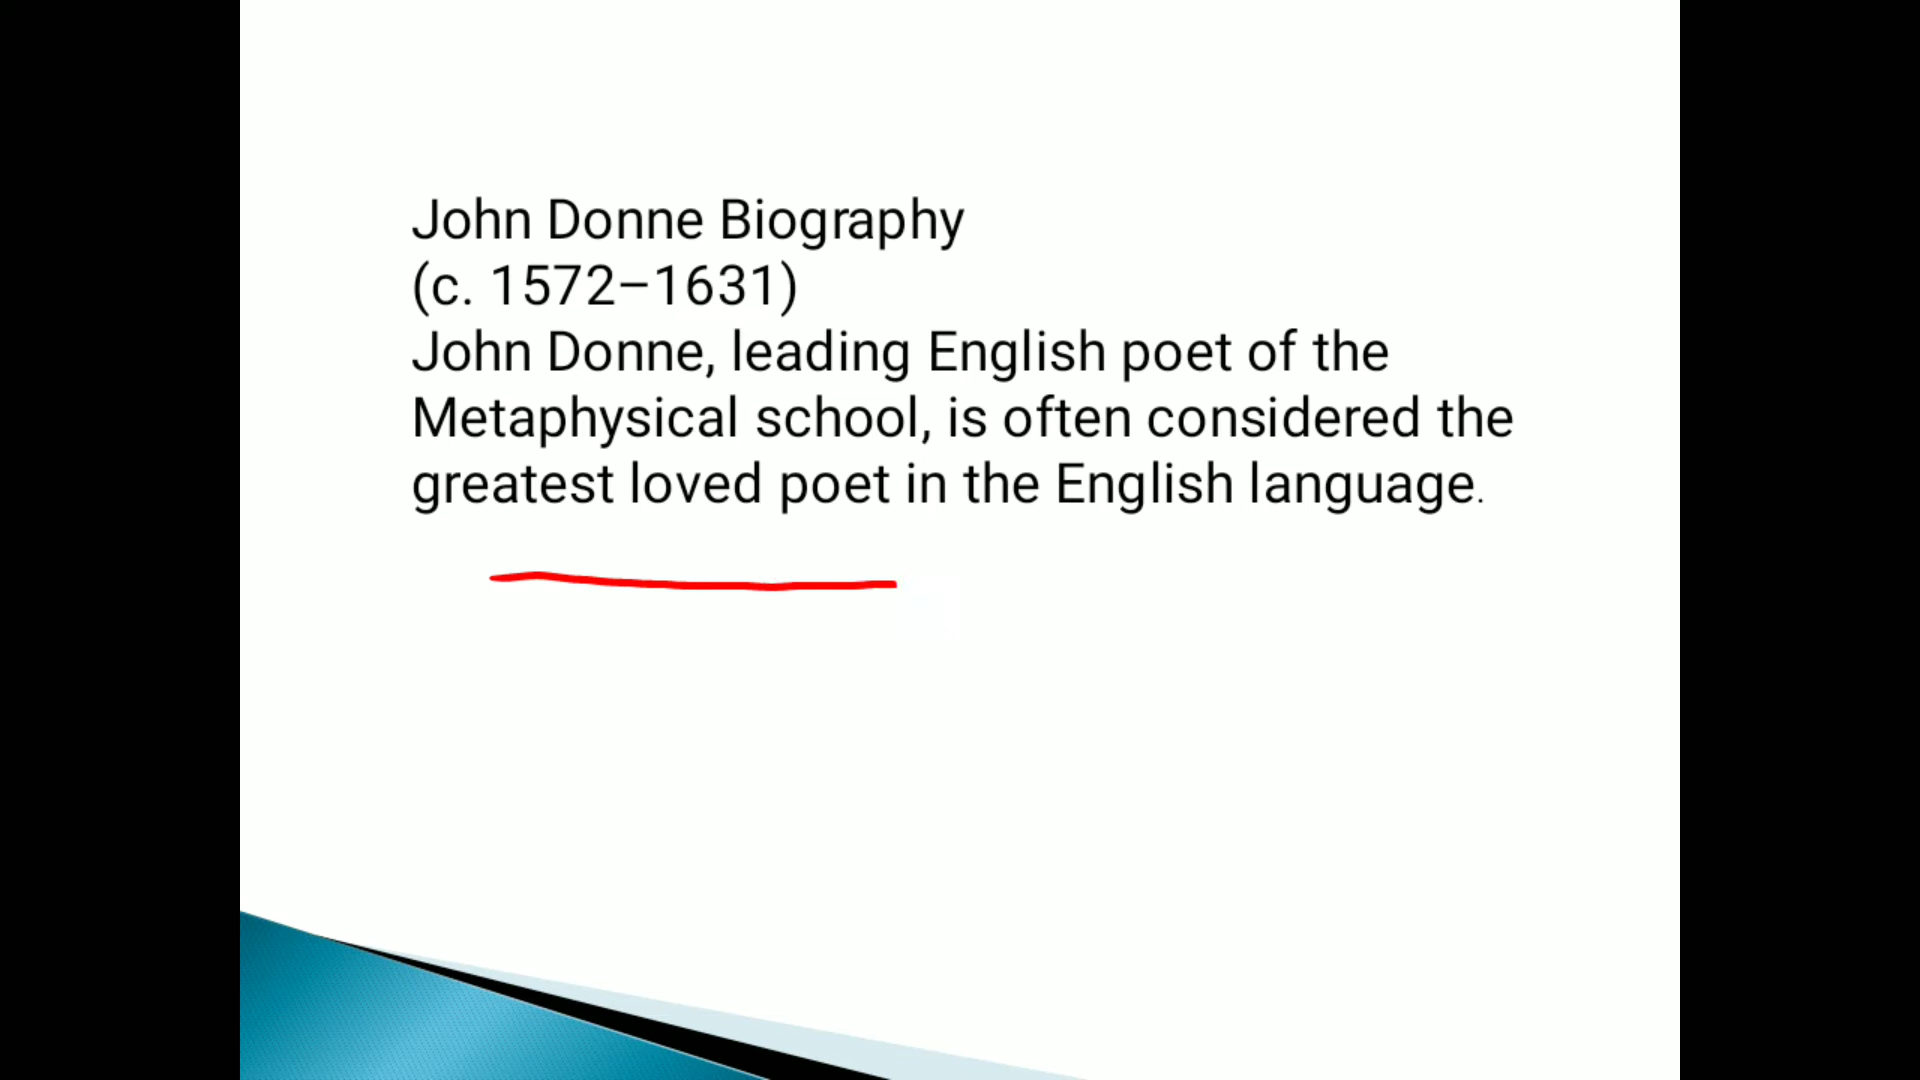 John Donne Biography
(c. 1572–1631)
John Donne, leading English poet of the
Metaphysical school, is often considered the
greatest loved poet in the English language.